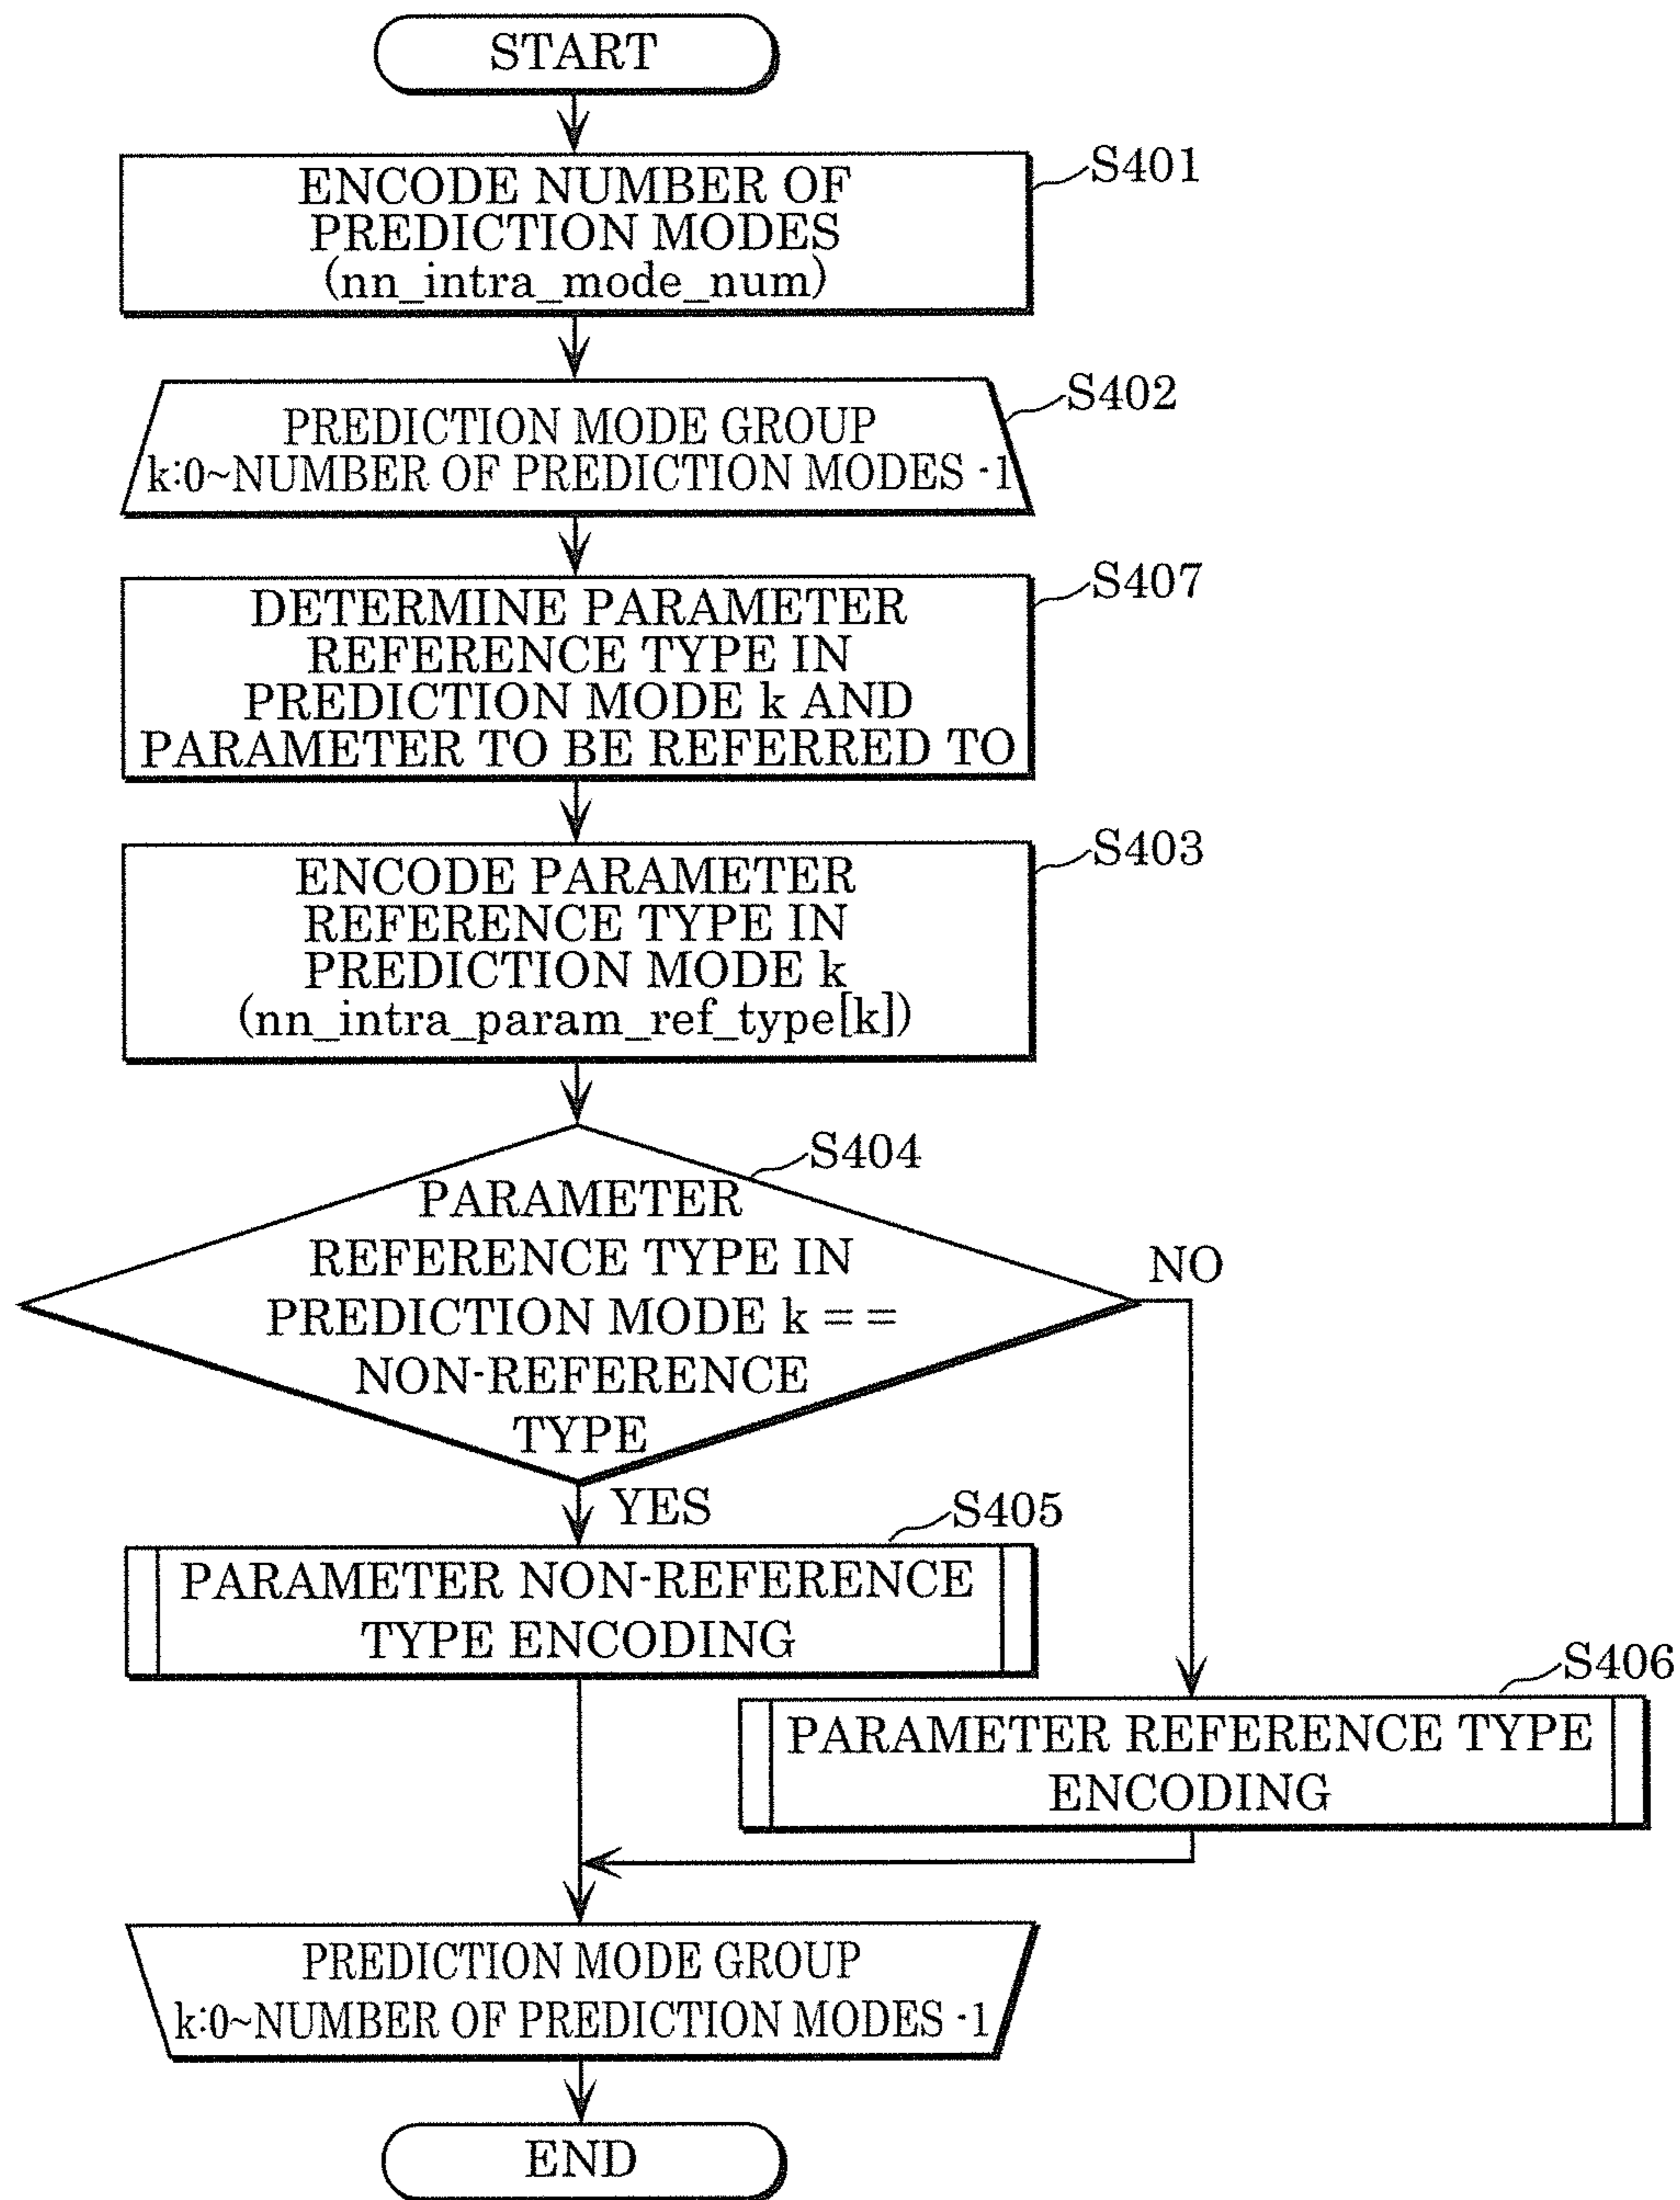 START
S401
ENCODE NUMBER OF
PREDICTION MODES
(nn_intra_mode_num)
S402
PREDICTION MODE GROUP
k:0~NUMBER OF PREDICTION MODES -1
S407
DETERMINE PARAMETER
REFERENCE TYPE IN
PREDICTION MODE k AND
PARAMETER TO BE REFERRED TO
S403
ENCODE PARAMETER
REFERENCE TYPE IN
PREDICTION MODE k
(nn_intra_param_ref_type[k])
S404
PARAMETER
REFERENCE TYPE IN
PREDICTION MODE k = =
NON-REFERENCE
TYPE
NO
YES
S405
PARAMETER NON-REFERENCE
TYPE ENCODING
S406
PARAMETER REFERENCE TYPE
ENCODING
PREDICTION MODE GROUP
k:0~NUMBER OF PREDICTION MODES -1
END